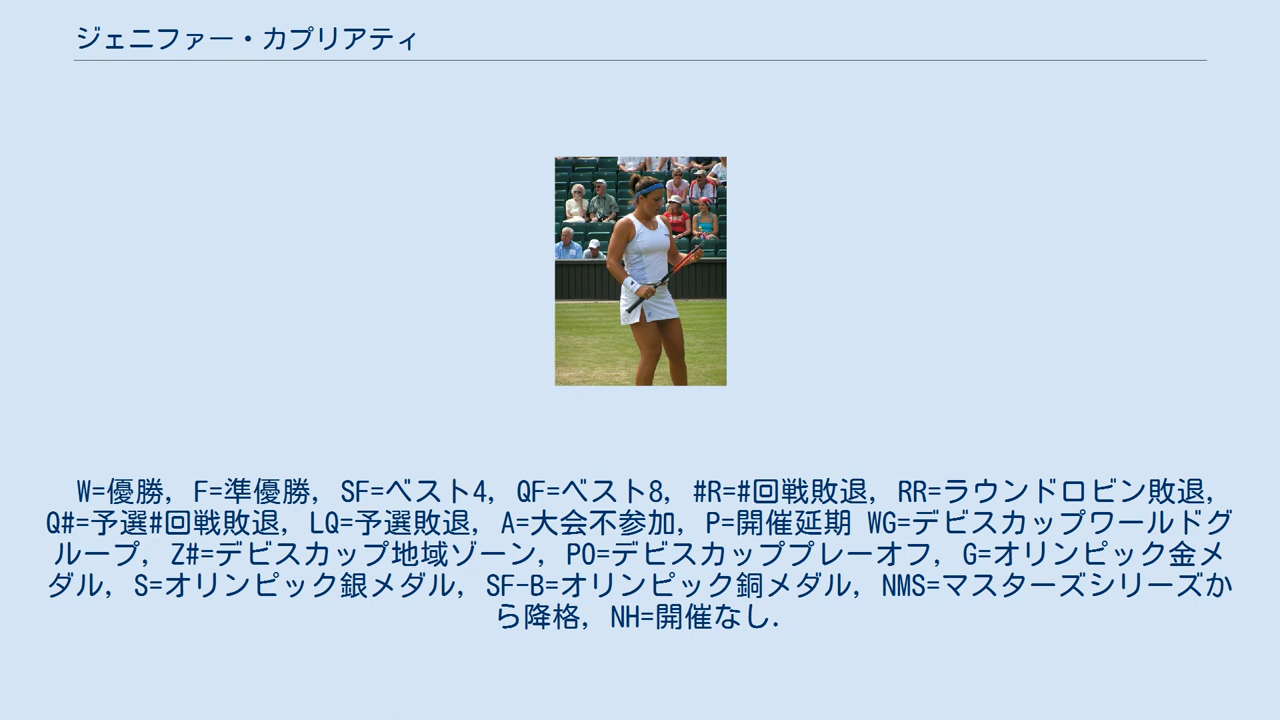 ジェニファー・カプリアティ
W=優勝, F=準優勝, SF=ベスト4, QF=ベスト8, #R=#回戦敗退, RR=ラウンドロビン敗退,
Q#=予選#回戦敗退, LQ=予選敗退, A=大会不参加, P=開催延期 WG=デビスカップワールドグ
ループ, Z#=デビスカップ地域ゾーン, PO=デビスカッププレーオフ, G=オリンピック金メ
ダル, S=オリンピック銀メダル, SF-B=オリンピック銅メダル, NMS=マスターズシリーズか
ら降格, NH=開催なし.